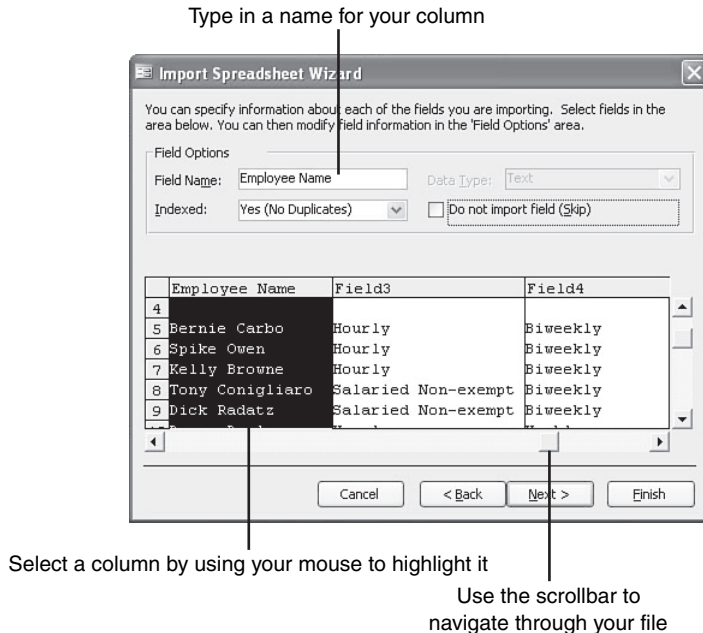 Type in a name for your column
Import Spreadsheet Wizard
You can specify information about each of the fields you are importing. Select fields in the
area below. You can then modify field information in the 'Field Options' area.
Field Options
Field Name: Employee Name Data Type: Text
Indexed: Yes (No Duplicates) Do not import field (Skip)
Employee Name Field3 Field4
4
5 Bernie Carbo Hourly Biweekly
6 Spike Owen Hourly Biweekly
7 Kelly Browne Hourly Biweekly
8 Tony Conigliaro Salaried Non-exempt Biweekly
9 Dick Radatz Salaried Non-exempt Biweekly
Cancel < Back Next > Finish
Select a column by using your mouse to highlight it
Use the scrollbar to
navigate through your file